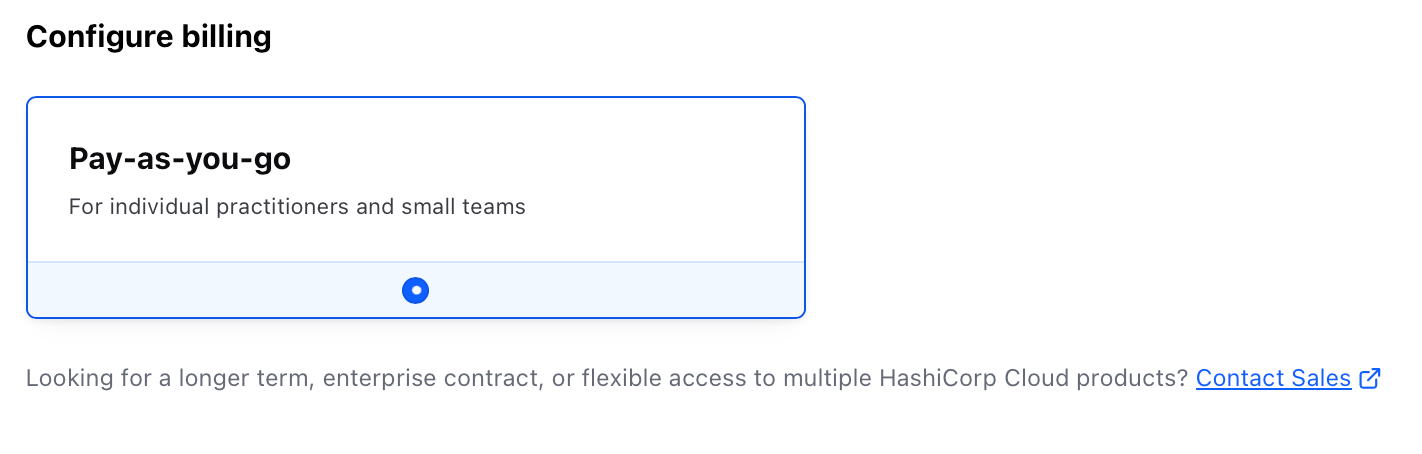 Configure billing
Pay-as-you-go
For individual practitioners and small teams
Looking for a longer term, enterprise contract, or flexible access to multiple HashiCorp Cloud products? Contact Sales